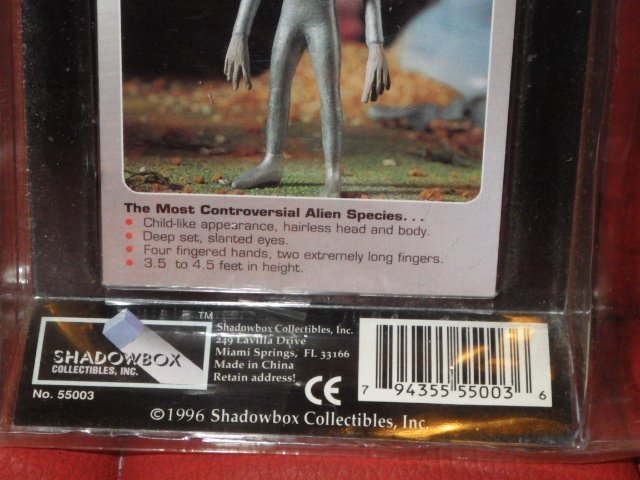 The Most Controversial Alien Species...
• Child-like appearance, hairless head and body.
• Deep set, slanted eyes.
• Four fingered hands, two extremely long fingers.
• 3.5 to 4.5 feet in height.
SHADOWBOX
COLLECTIBLES, INC.
TM
No. 55003
Shadowbox Collectibles, Inc.
249 LaVilla Drive
Miami Springs, FL 33166
Made in China
Retain address!
CE
7 94355 55003 6
©1996 Shadowbox Collectibles, Inc.